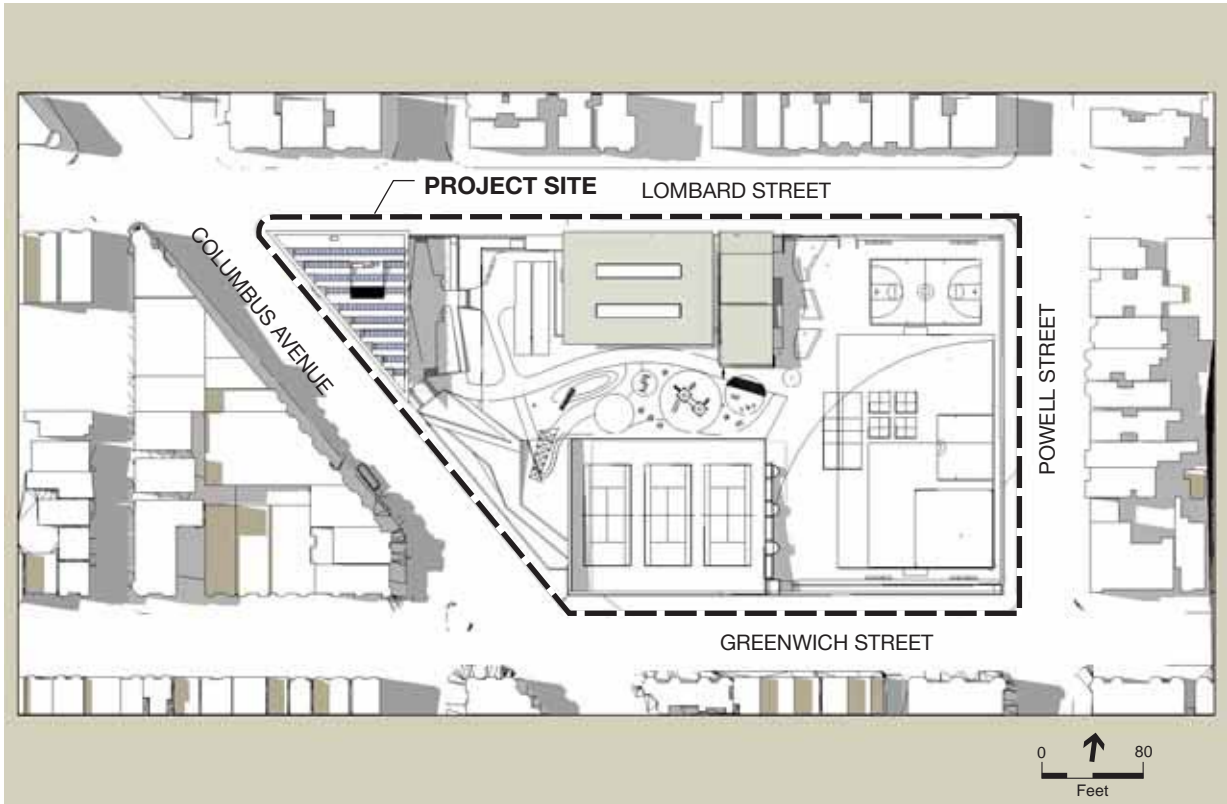 PROJECT SITE
LOMBARD STREET
COLUMBUS AVENUE
POWELL STREET
GREENWICH STREET
0 80
Feet